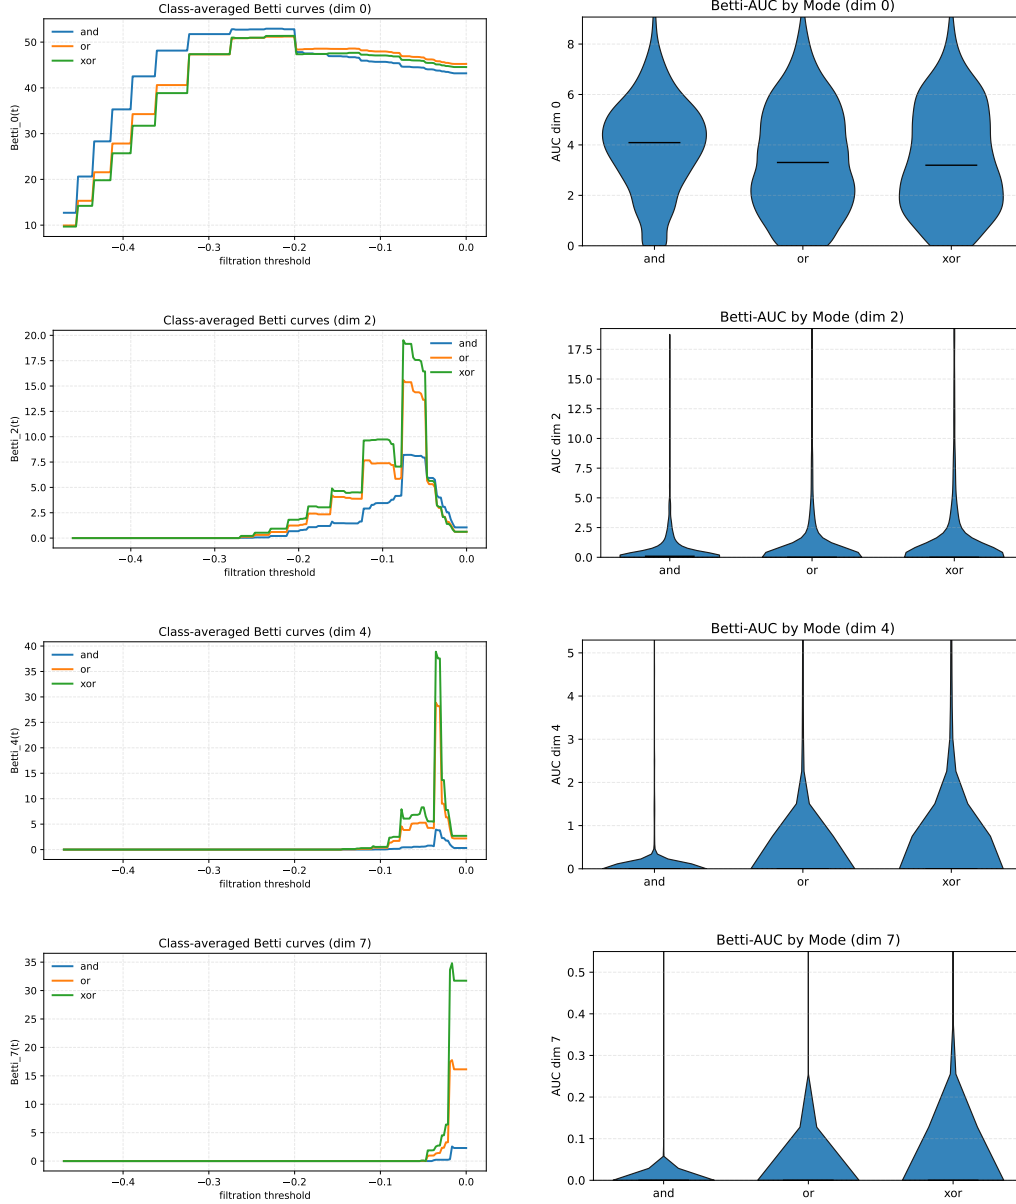 Class-averaged Betti curves (dim 0)
and
or
xor
Betti_0(t)
50
40
30
20
10
−0.4 −0.3 −0.2 −0.1 0.0
filtration threshold
Betti-AUC by Mode (dim 0)
AUC dim 0
8
6
4
2
0
and or xor
Class-averaged Betti curves (dim 2)
and
or
xor
Betti_2(t)
20.0
17.5
15.0
12.5
10.0
7.5
5.0
2.5
0.0
−0.4 −0.3 −0.2 −0.1 0.0
filtration threshold
Betti-AUC by Mode (dim 2)
AUC dim 2
17.5
15.0
12.5
10.0
7.5
5.0
2.5
0.0
and or xor
Class-averaged Betti curves (dim 4)
and
or
xor
Betti_4(t)
40
35
30
25
20
15
10
5
0
−0.4 −0.3 −0.2 −0.1 0.0
filtration threshold
Betti-AUC by Mode (dim 4)
AUC dim 4
5
4
3
2
1
0
and or xor
Class-averaged Betti curves (dim 7)
and
or
xor
Betti_7(t)
35
30
25
20
15
10
5
0
−0.4 −0.3 −0.2 −0.1 0.0
filtration threshold
Betti-AUC by Mode (dim 7)
AUC dim 7
0.5
0.4
0.3
0.2
0.1
0.0
and or xor